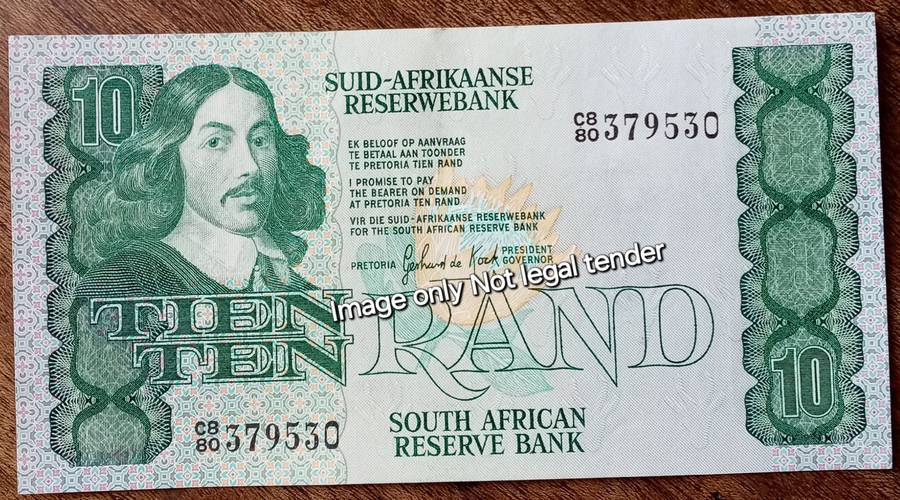 10
SUID-AFRIKAANSE
RESERWEBANK
C8
80 379530
EK BELOOF OP AANVRAAG
TE BETAAL AAN TOONDER
TE PRETORIA TIEN RAND
I PROMISE TO PAY
THE BEARER ON DEMAND
AT PRETORIA TEN RAND
VIR DIE SUID-AFRIKAANSE RESERWEBANK
FOR THE SOUTH AFRICAN RESERVE BANK
PRETORIA Gerhard de Kock PRESIDENT
GOVERNOR
Image only Not legal tender
TIEN
TEN RAND
10
C8
80 379530
SOUTH AFRICAN
RESERVE BANK